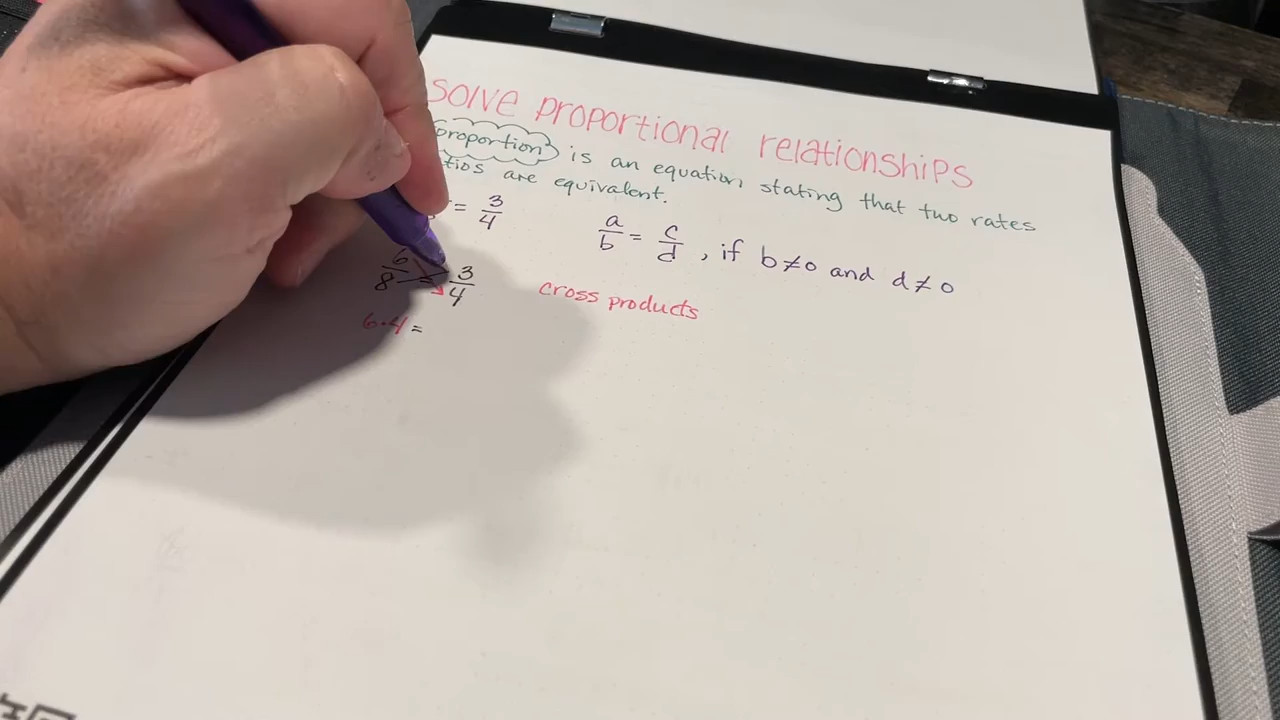 SOLVE proportional relationships
proportion is an equation stating that two rates
are equivalent.
= 3/4
a/b = c/d , if b≠0 and d≠0
6/8 = 3/4
cross products
6·4 =